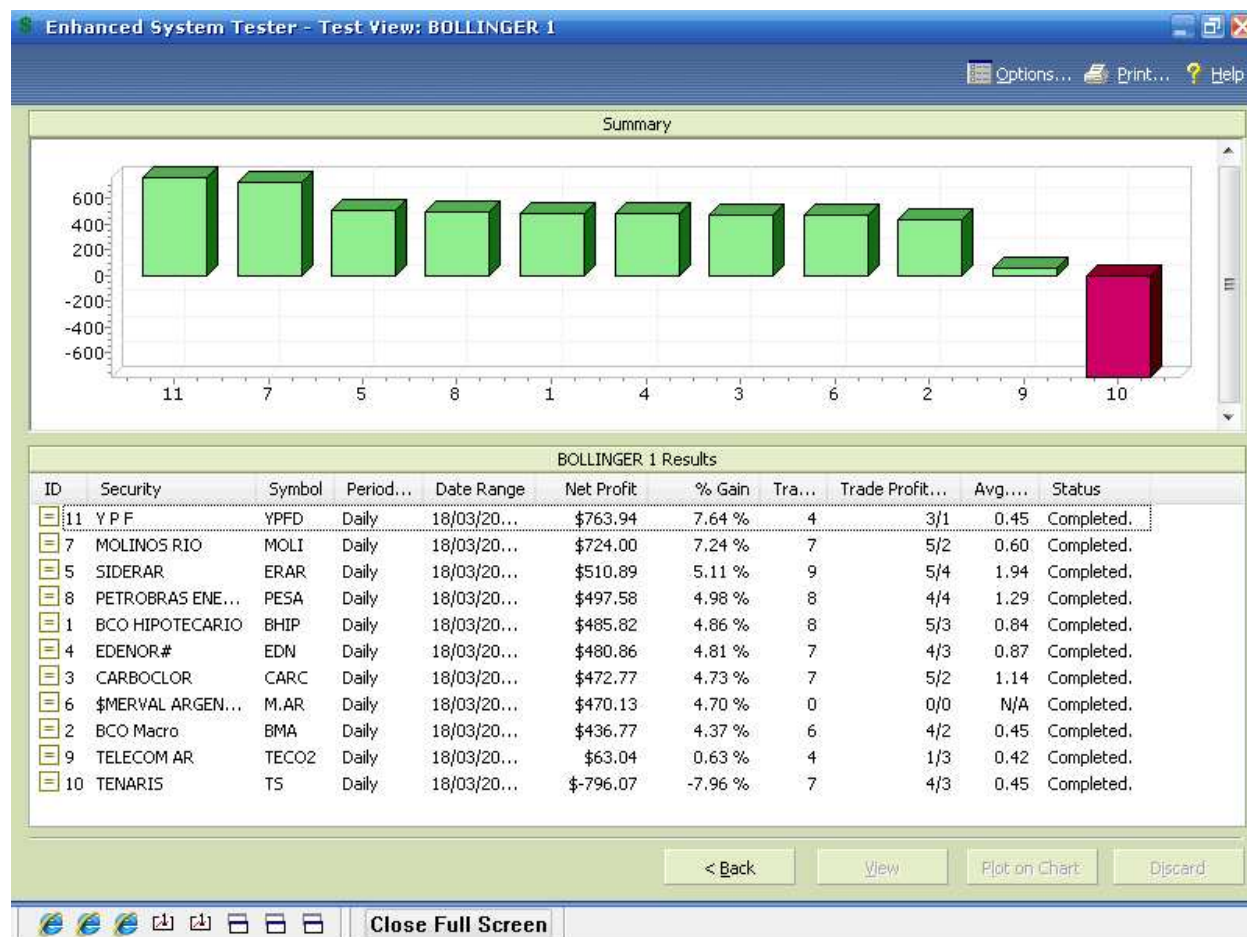 $ Enhanced System Tester - Test View: BOLLINGER 1
Options... Print... ? Help
Summary
600
400
200
0
-200
-400
-600
11 7 5 8 1 4 3 6 2 9 10
BOLLINGER 1 Results
ID Security Symbol Period... Date Range Net Profit % Gain Tra... Trade Profit... Avg.... Status
11 Y P F YPFD Daily 18/03/20... $763.94 7.64 % 4 3/1 0.45 Completed.
7 MOLINOS RIO MOLI Daily 18/03/20... $724.00 7.24 % 7 5/2 0.60 Completed.
5 SIDERAR ERAR Daily 18/03/20... $510.89 5.11 % 9 5/4 1.94 Completed.
8 PETROBRAS ENE... PESA Daily 18/03/20... $497.58 4.98 % 8 4/4 1.29 Completed.
1 BCO HIPOTECARIO BHIP Daily 18/03/20... $485.82 4.86 % 8 5/3 0.84 Completed.
4 EDENOR# EDN Daily 18/03/20... $480.86 4.81 % 7 4/3 0.87 Completed.
3 CARBOCLOR CARC Daily 18/03/20... $472.77 4.73 % 7 5/2 1.14 Completed.
6 $MERVAL ARGEN... M.AR Daily 18/03/20... $470.13 4.70 % 0 0/0 N/A Completed.
2 BCO Macro BMA Daily 18/03/20... $436.77 4.37 % 6 4/2 0.45 Completed.
9 TELECOM AR TECO2 Daily 18/03/20... $63.04 0.63 % 4 1/3 0.42 Completed.
10 TENARIS TS Daily 18/03/20... $-796.07 -7.96 % 7 4/3 0.45 Completed.
< Back View Plot on Chart Discard
Close Full Screen